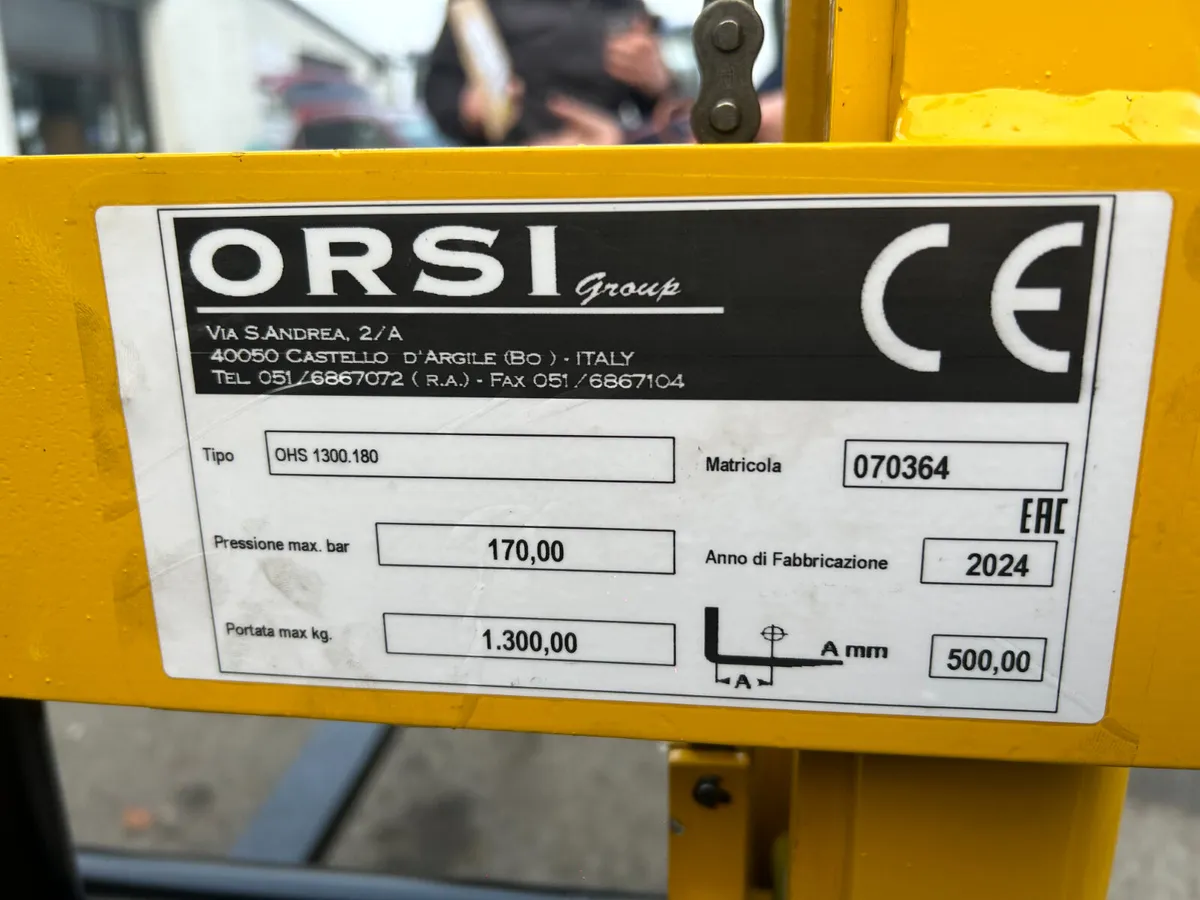 ORSI Group
CE
VIA S.ANDREA, 2/A
40050 CASTELLO D'ARGILE (BO ) - ITALY
TEL. 051/6867072 ( R.A.) - FAX 051/6867104
Tipo OHS 1300.180
Matricola 070364
EAC
Pressione max. bar 170,00
Anno di Fabbricazione 2024
Portata max kg. 1.300,00
A
A mm 500,00